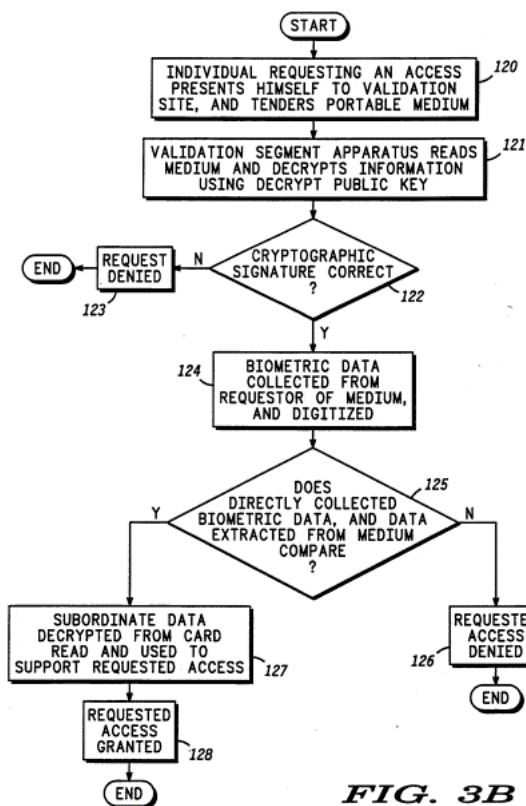 START
INDIVIDUAL REQUESTING AN ACCESS
PRESENTS HIMSELF TO VALIDATION
SITE, AND TENDERS PORTABLE MEDIUM
120
VALIDATION SEGMENT APPARATUS READS
MEDIUM AND DECRYPTS INFORMATION
USING DECRYPT PUBLIC KEY
121
CRYPTOGRAPHIC
SIGNATURE CORRECT
?
122
N
REQUEST
DENIED
123
END
Y
124
BIOMETRIC DATA
COLLECTED FROM
REQUESTOR OF MEDIUM,
AND DIGITIZED
DOES
DIRECTLY COLLECTED
BIOMETRIC DATA, AND DATA
EXTRACTED FROM MEDIUM
COMPARE
?
125
Y
N
SUBORDINATE DATA
DECRYPTED FROM CARD
READ AND USED TO
SUPPORT REQUESTED ACCESS
127
REQUESTED
ACCESS
GRANTED
128
END
REQUESTED
ACCESS
DENIED
126
END
FIG. 3B